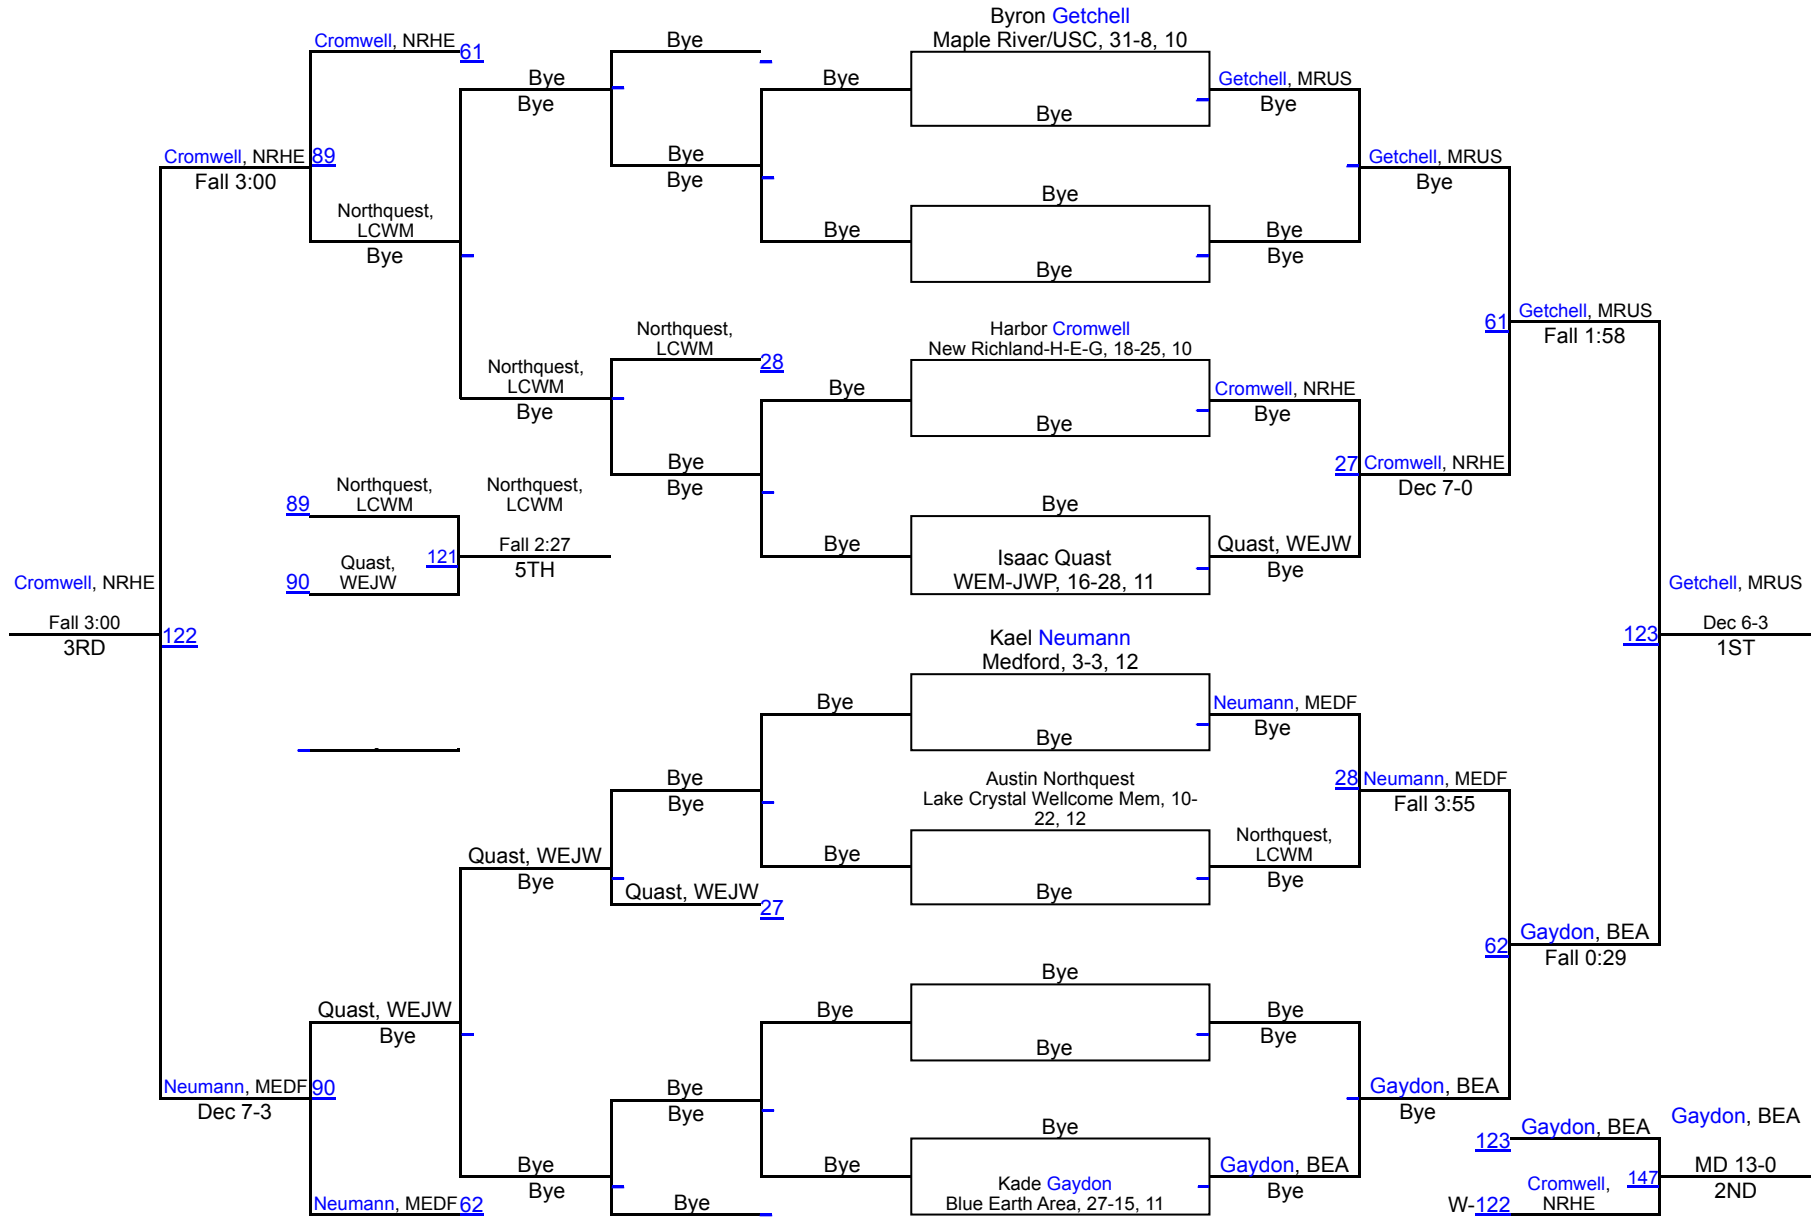 Byron Getchell
Maple River/USC, 31-8, 10
Cromwell, NRHE
61
Bye
Bye
Bye
Bye
Getchell, MRUS
Bye
Bye
Cromwell, NRHE
89
Fall 3:00
Bye
Bye
Getchell, MRUS
Bye
Bye
Northquest,
LCWM
Bye
Bye
Bye
Bye
Bye
Getchell, MRUS
61
Fall 1:58
Northquest,
LCWM
28
Harbor Cromwell
New Richland-H-E-G, 18-25, 10
Northquest,
LCWM
Bye
Bye
Bye
Cromwell, NRHE
Bye
Bye
Bye
27
Cromwell, NRHE
Dec 7-0
89
Northquest,
LCWM
Northquest,
LCWM
Bye
Bye
Isaac Quast
WEM-JWP, 16-28, 11
Quast, WEJW
Bye
121
Fall 2:27
5TH
90
Quast,
WEJW
Cromwell, NRHE
Fall 3:00
3RD
122
Getchell, MRUS
123
Dec 6-3
1ST
Kael Neumann
Medford, 3-3, 12
Bye
Bye
Neumann, MEDF
Bye
Bye
Bye
Austin Northquest
Lake Crystal Wellcome Mem, 10-
22, 12
28
Neumann, MEDF
Fall 3:55
Quast, WEJW
Bye
Bye
Bye
Northquest,
LCWM
Bye
Quast, WEJW
27
62
Gaydon, BEA
Fall 0:29
Quast, WEJW
Bye
Bye
Bye
Bye
Bye
Bye
Neumann, MEDF
90
Dec 7-3
Bye
Bye
Gaydon, BEA
Bye
Bye
Bye
Bye
Bye
Kade Gaydon
Blue Earth Area, 27-15, 11
Gaydon, BEA
Bye
Neumann, MEDF
62
Bye
123
Gaydon, BEA
Gaydon, BEA
147
MD 13-0
2ND
W-122
Cromwell,
NRHE